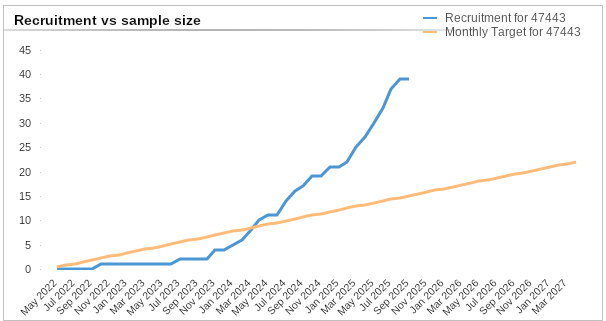 Recruitment vs sample size
Recruitment for 47443
Monthly Target for 47443
45
40
35
30
25
20
15
10
5
0
May 2022
Jul 2022
Sep 2022
Nov 2022
Jan 2023
Mar 2023
May 2023
Jul 2023
Sep 2023
Nov 2023
Jan 2024
Mar 2024
May 2024
Jul 2024
Sep 2024
Nov 2024
Jan 2025
Mar 2025
May 2025
Jul 2025
Sep 2025
Nov 2025
Jan 2026
Mar 2026
May 2026
Jul 2026
Sep 2026
Nov 2026
Jan 2027
Mar 2027